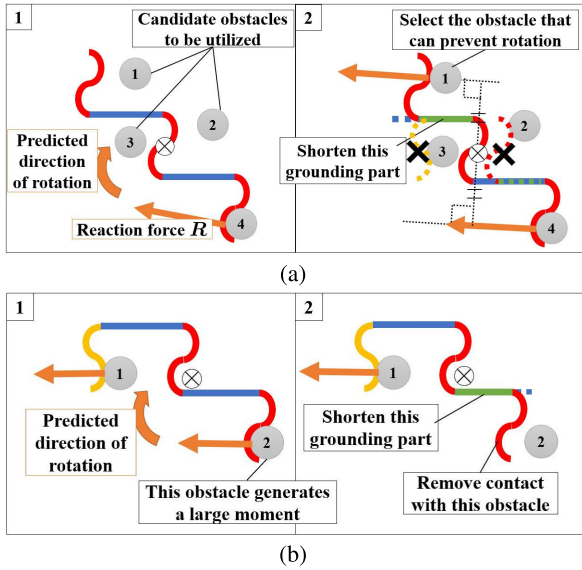 1
Candidate obstacles
to be utilized
1
2
3
Predicted
direction
of rotation
Reaction force R
4
2
Select the obstacle that
can prevent rotation
1
2
3
Shorten this
grounding part
4
(a)
1
1
Predicted
direction of
rotation
2
This obstacle generates
a large moment
2
1
Shorten this
grounding part
2
Remove contact
with this obstacle
(b)